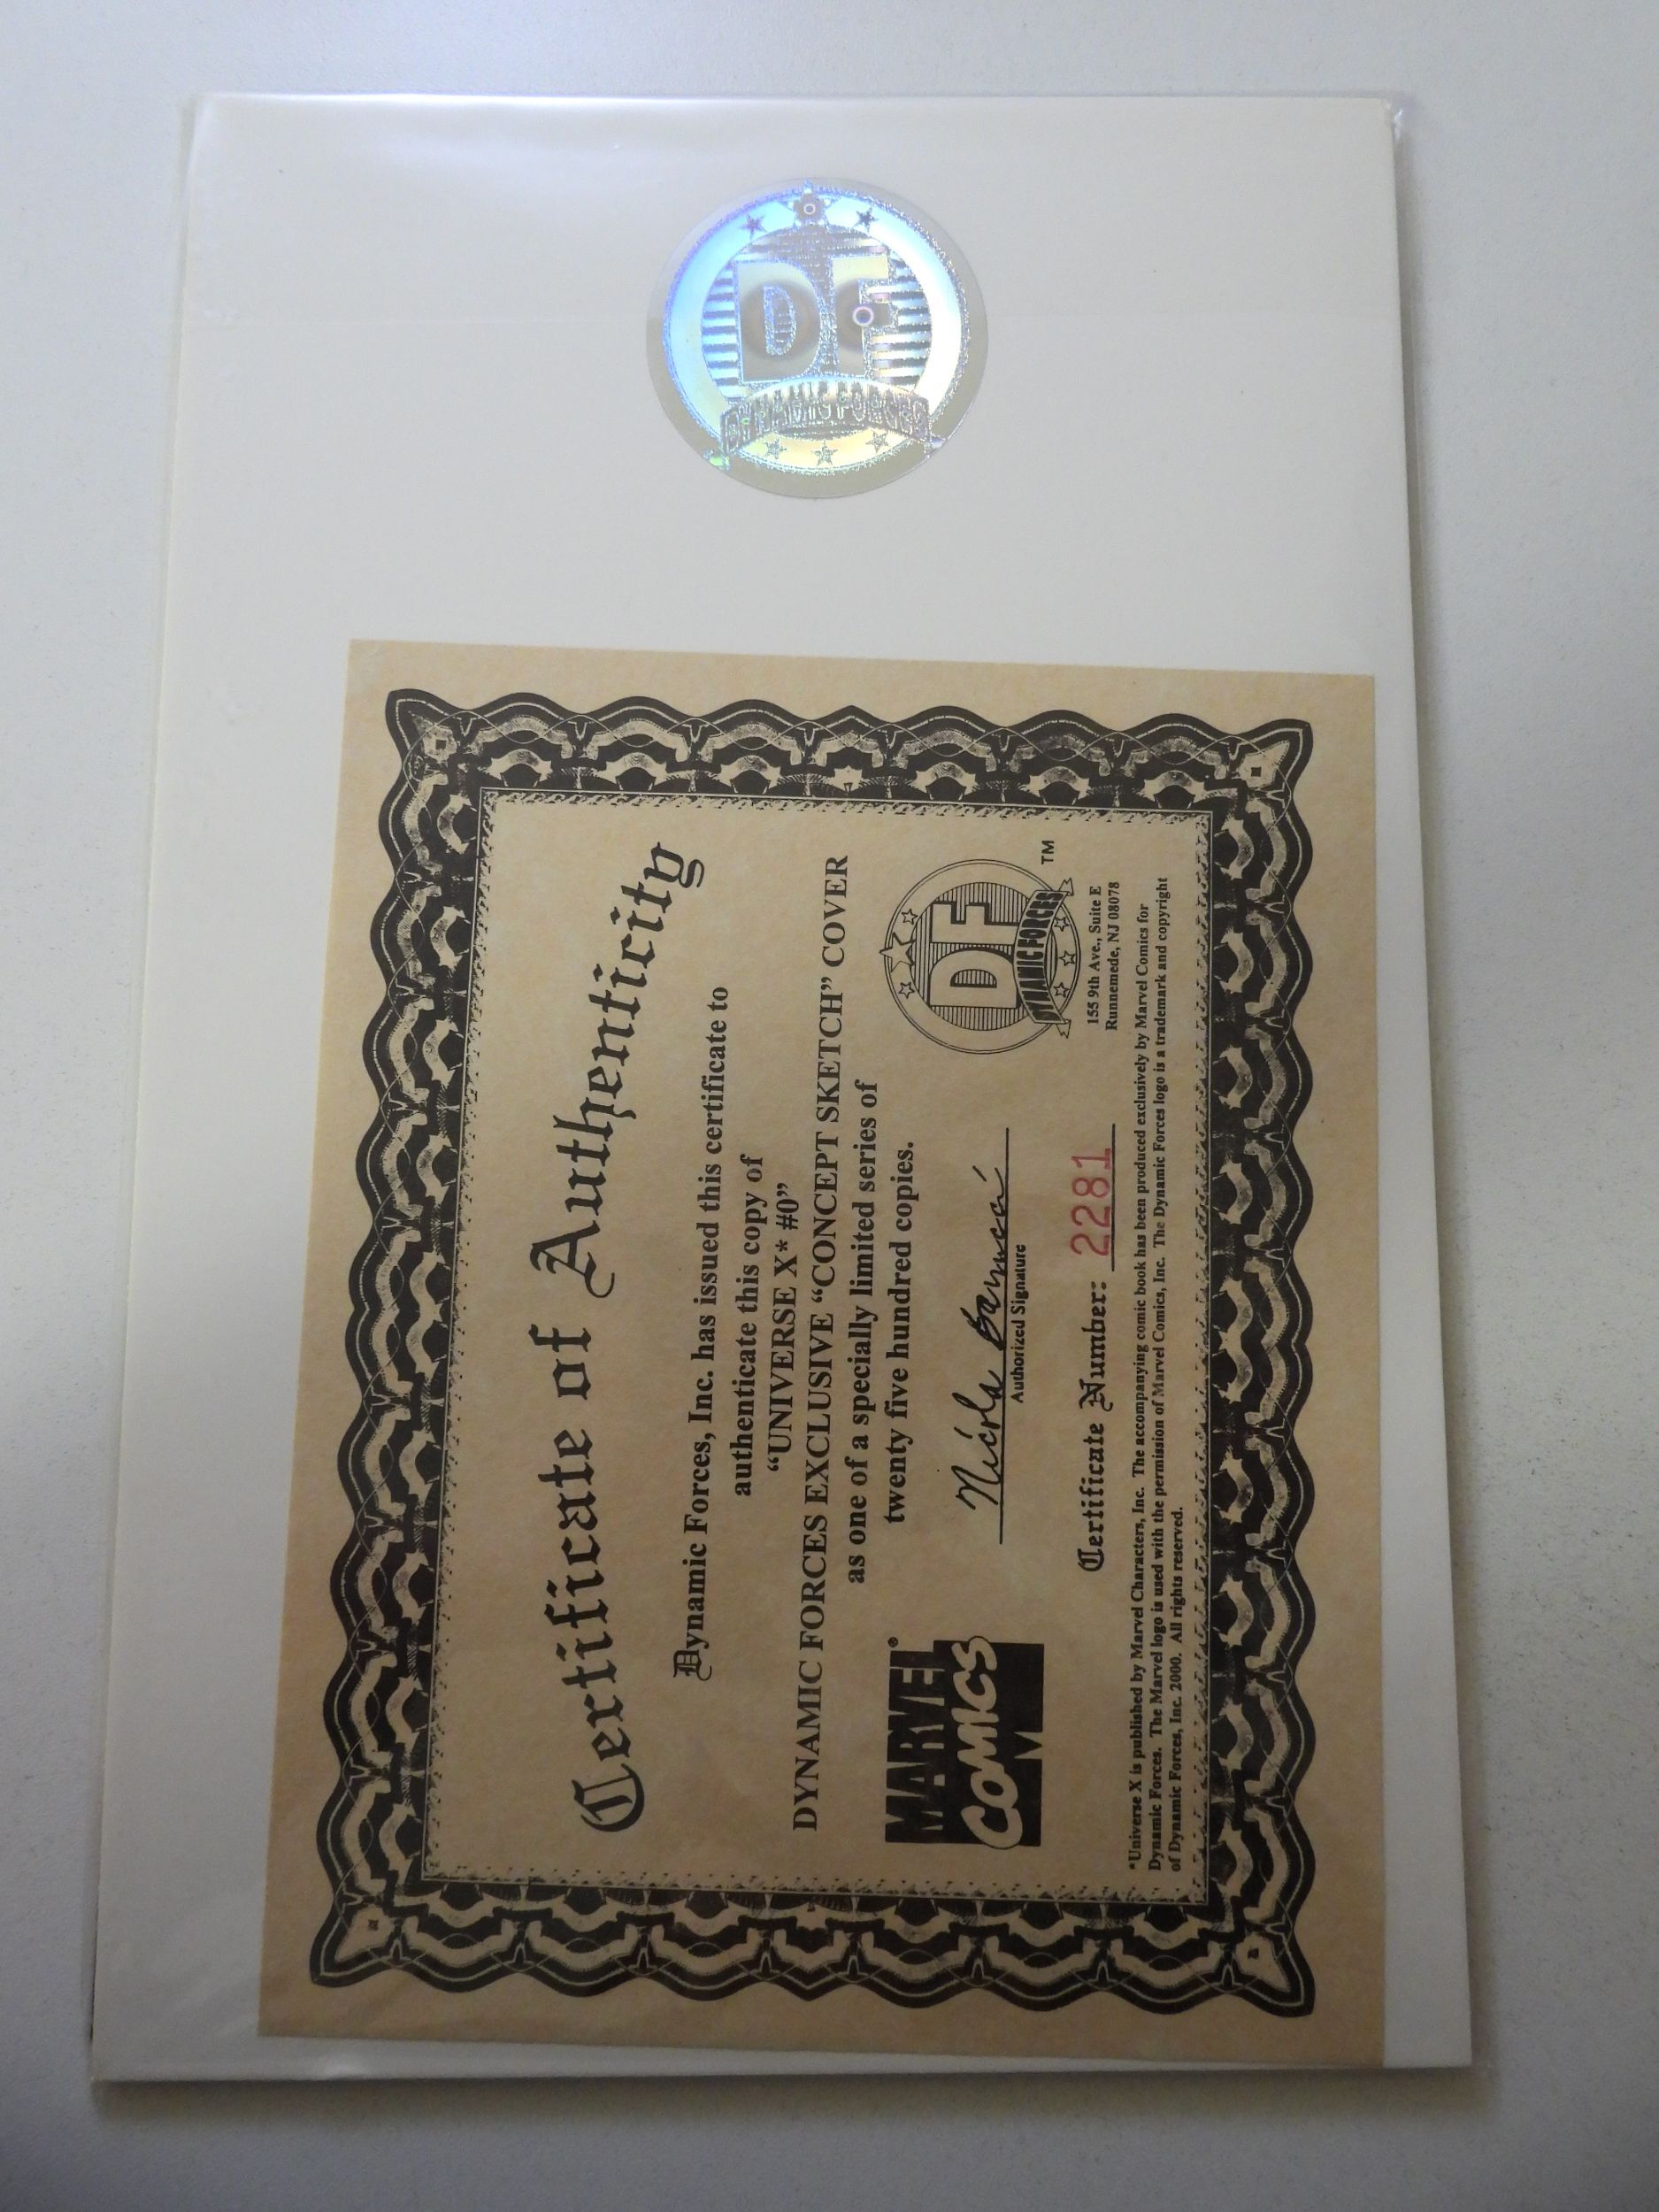 DF
DYNAMIC FORCES
Certificate of Authenticity
Dynamic Forces, Inc. has issued this certificate to
authenticate this copy of
“UNIVERSE X* #0”
DYNAMIC FORCES EXCLUSIVE “CONCEPT SKETCH” COVER
as one of a specially limited series of
twenty five hundred copies.
MARVEL®
COMICS
Authorized Signature
Certificate Number: 2281
DF
DYNAMIC FORCES
TM
155 9th Ave., Suite E
Runnemede, NJ 08078
*Universe X is published by Marvel Characters, Inc. The accompanying comic book has been produced exclusively by Marvel Comics for
Dynamic Forces. The Marvel logo is used with the permission of Marvel Comics, Inc. The Dynamic Forces logo is a trademark and copyright
of Dynamic Forces, Inc. 2000. All rights reserved.